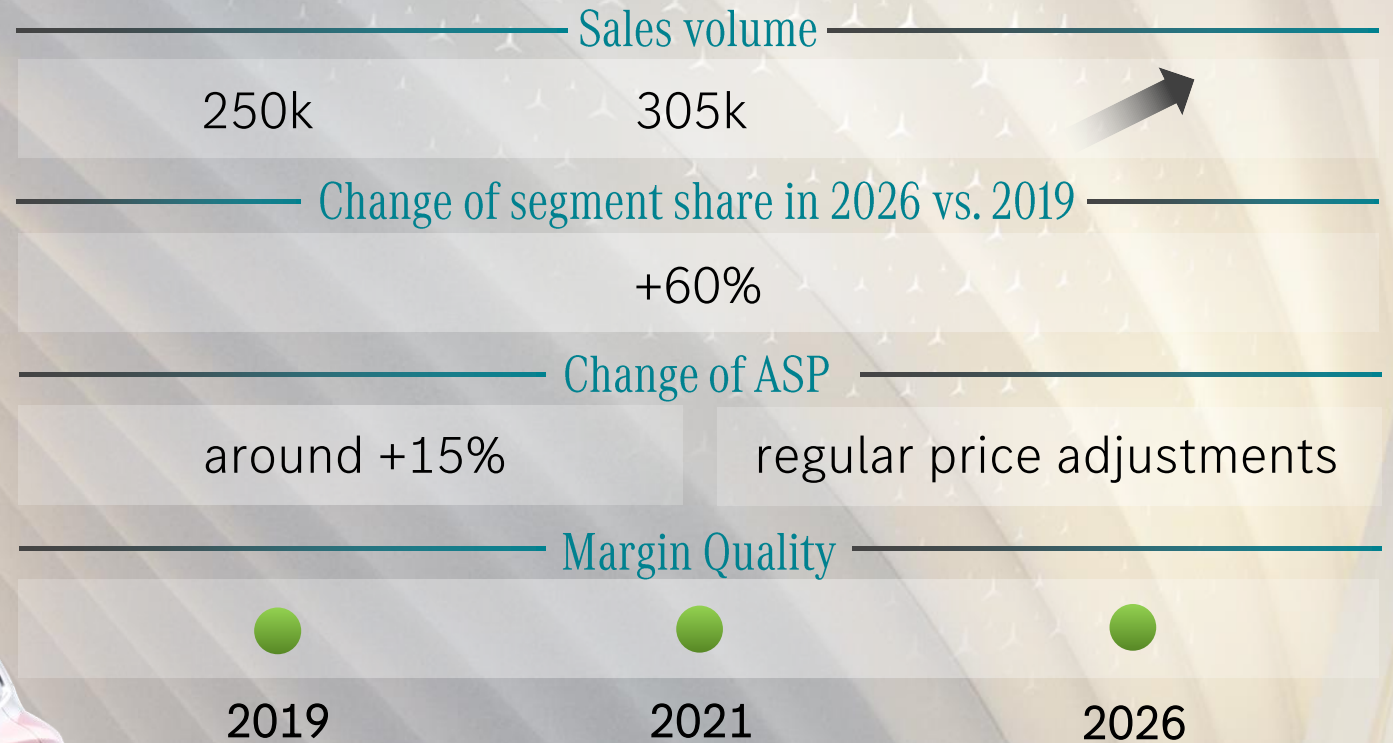 Sales volume
250k 305k
Change of segment share in 2026 vs. 2019
+60%
Change of ASP
around +15% regular price adjustments
Margin Quality
2019 2021 2026